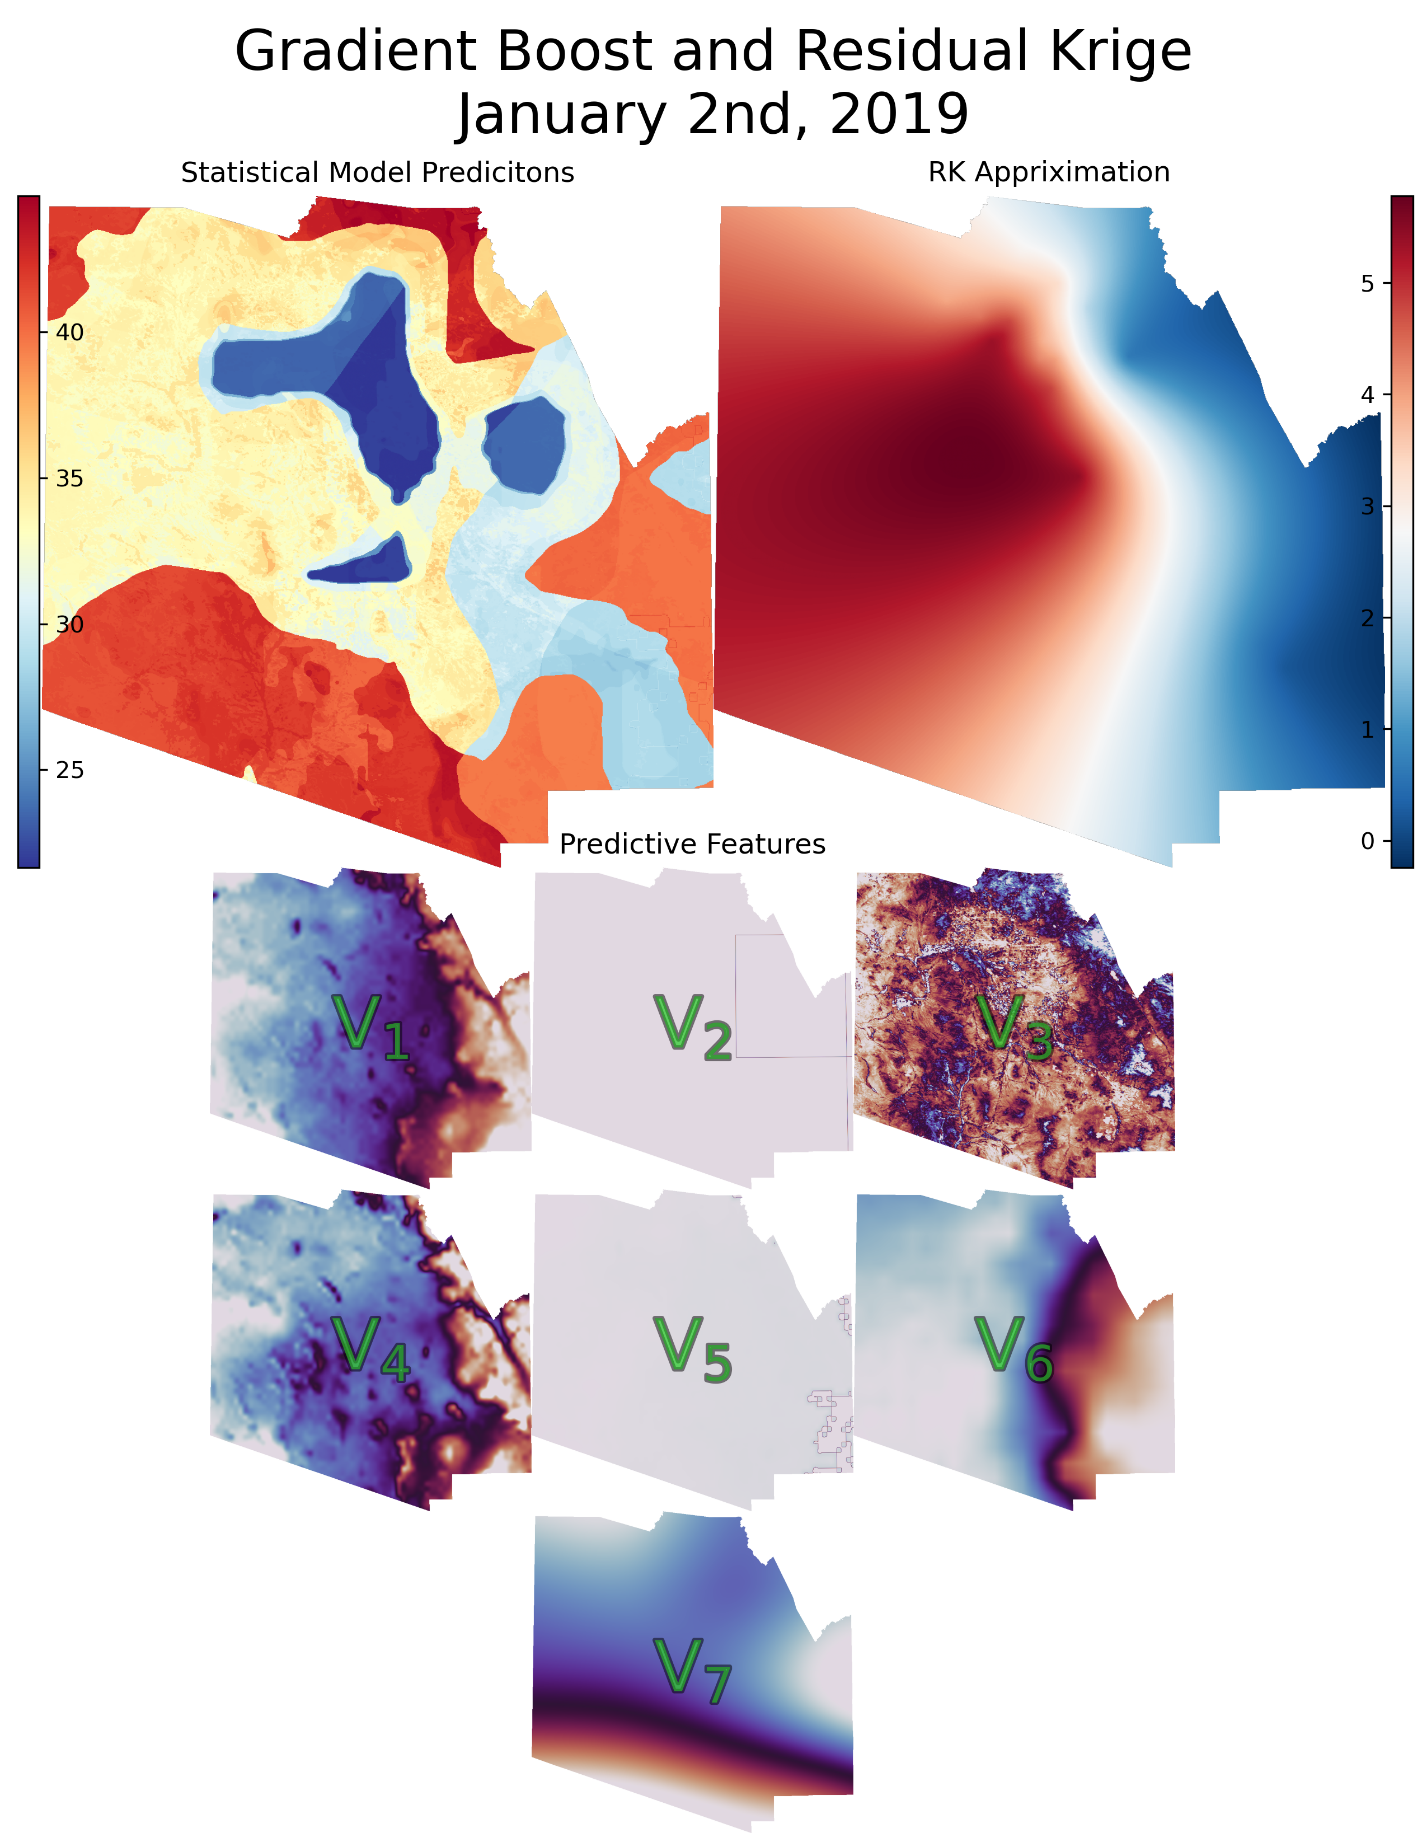 Gradient Boost and Residual Krige
January 2nd, 2019
Statistical Model Predicitons
RK Appriximation
40
35
30
25
5
4
3
2
1
0
Predictive Features
V1
V2
V3
V4
V5
V6
V7